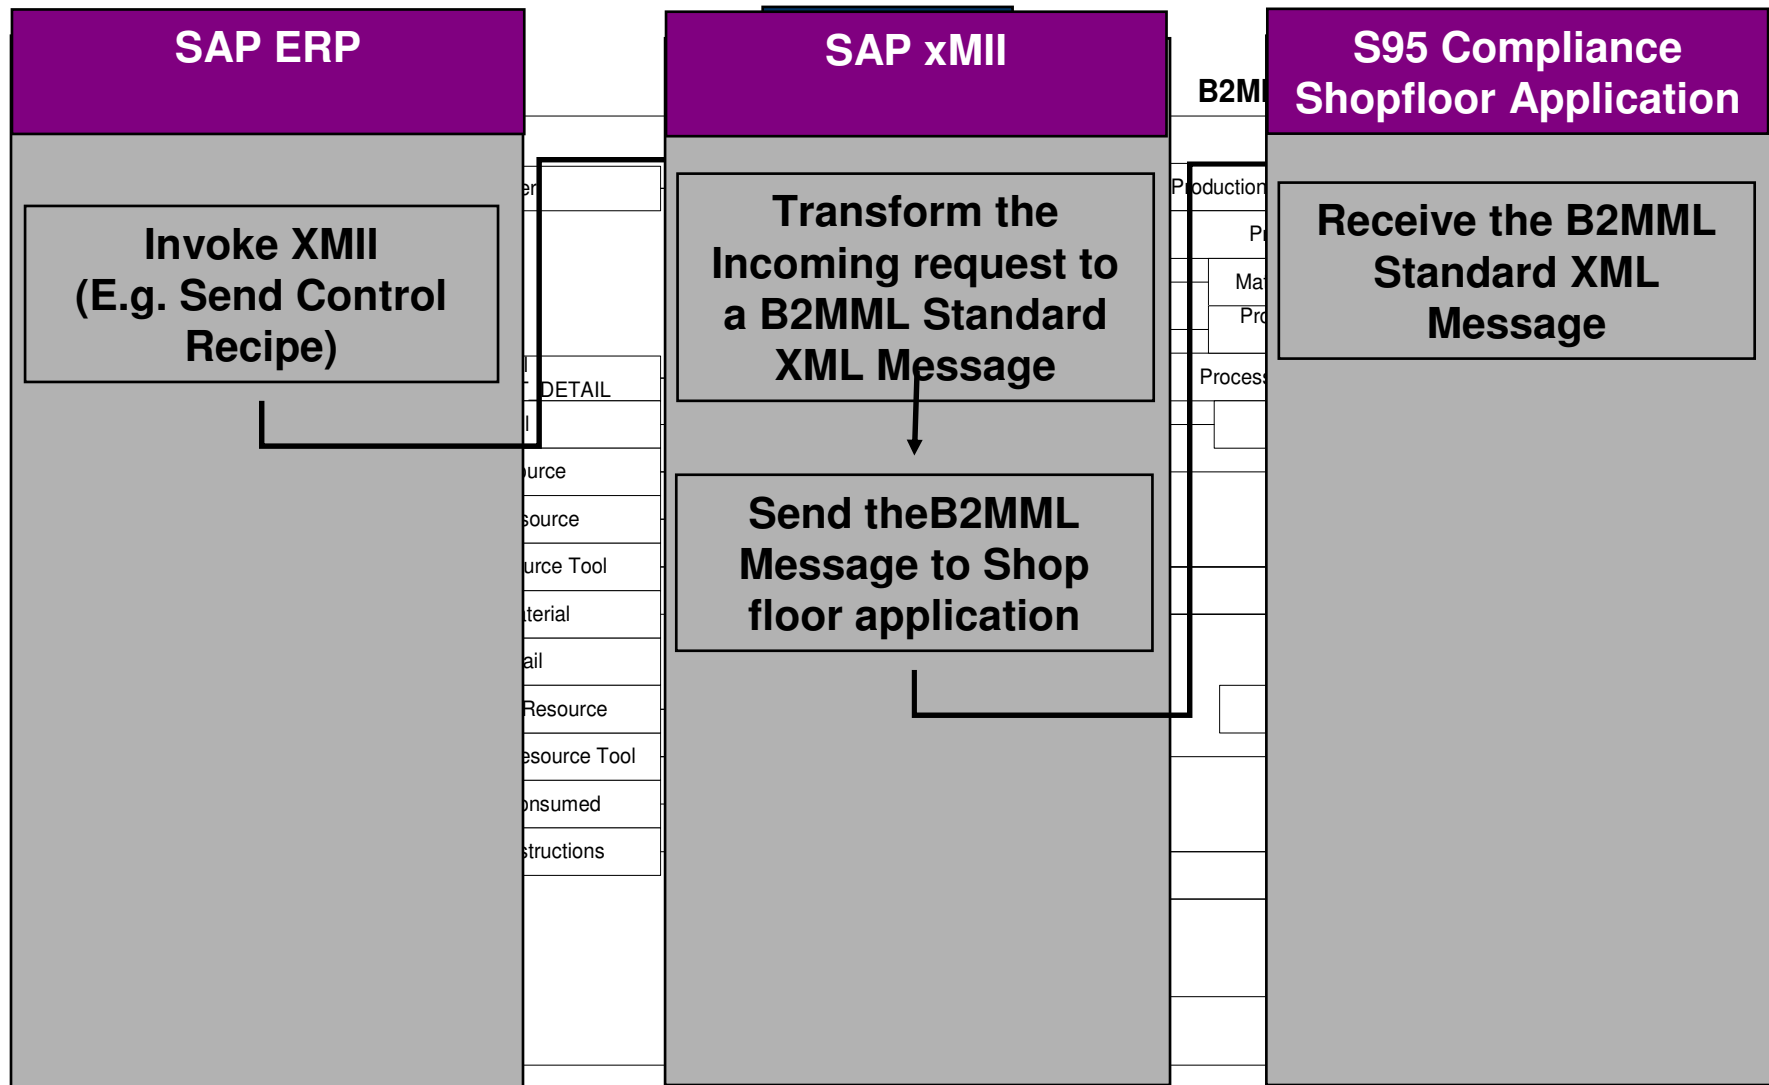 SAP ERP
Invoke XMII
(E.g. Send Control
Recipe)
DETAIL
Tool
Resource
Tool
SAP xMII
Transform the
Incoming request to
a B2MML Standard
XML Message
Send theB2MML
Message to Shop
floor application
Production
Process
S95 Compliance
Shopfloor Application
Receive the B2MML
Standard XML
Message